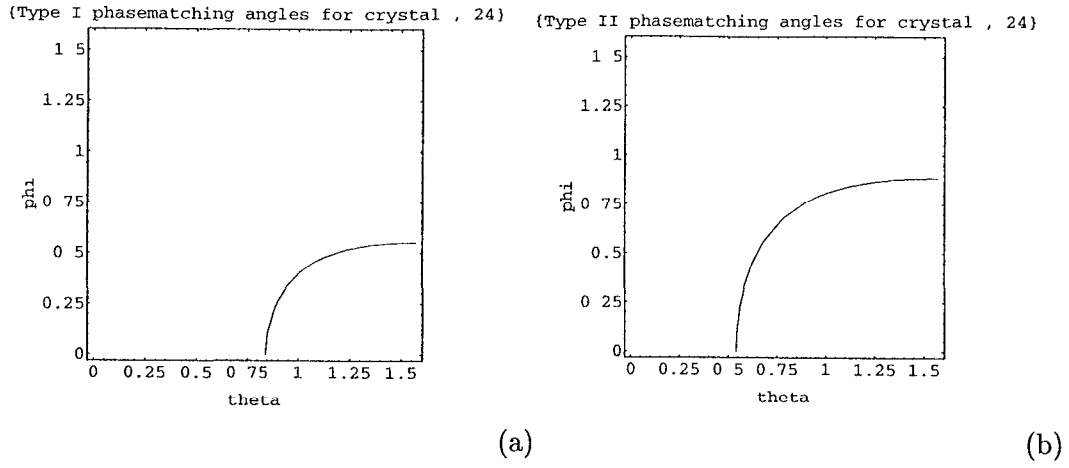 {Type I phasematching angles for crystal , 24}
1 5
1.25
1
0 75
0 5
0.25
0
phi
0 0.25 0.5 0 75 1 1.25 1.5
theta
(a)
{Type II phasematching angles for crystal , 24}
1 5
1.25
1
0 75
0.5
0 25
0
phi
0 0.25 0 5 0.75 1 1.25 1.5
theta
(b)